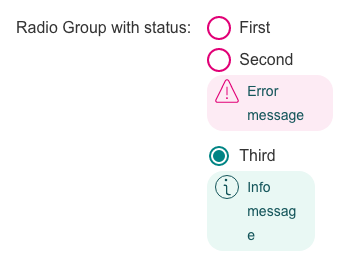 Radio Group with status:
First
Second
Error
message
Third
Info
messag
e